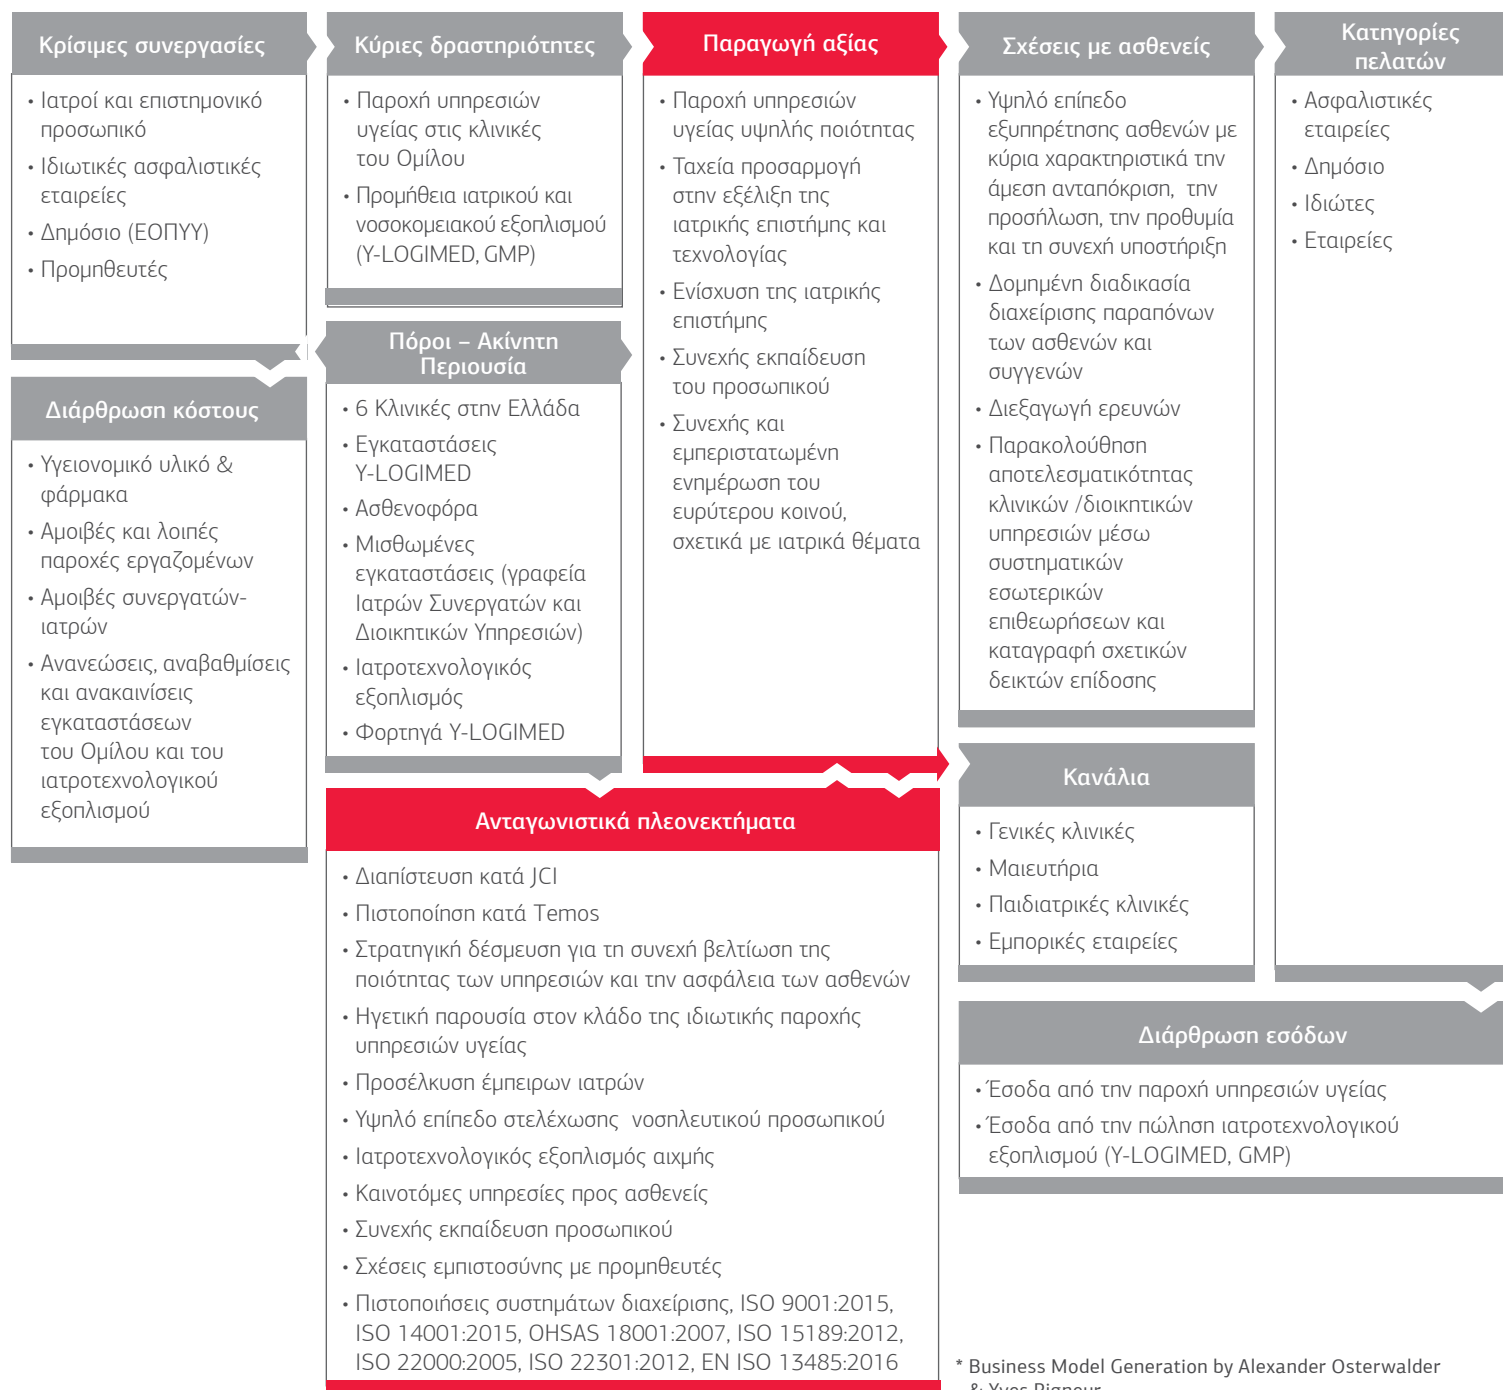 Κρίσιμες συνεργασίες
• Ιατροί και επιστημονικό
προσωπικό
• Ιδιωτικές ασφαλιστικές
εταιρείες
• Δημόσιο (ΕΟΠΥΥ)
• Προμηθευτές
Διάρθρωση κόστους
• Υγειονομικό υλικό &
φάρμακα
• Αμοιβές και λοιπές
παροχές εργαζομένων
• Αμοιβές συνεργατών-
ιατρών
• Ανανεώσεις, αναβαθμίσεις
και ανακαινίσεις
εγκαταστάσεων
του Ομίλου και του
ιατροτεχνολογικού
εξοπλισμού
Κύριες δραστηριότητες
• Παροχή υπηρεσιών
υγείας στις κλινικές
του Ομίλου
• Προμήθεια ιατρικού και
νοσοκομειακού εξοπλισμού
(Y-LOGIMED, GMP)
Πόροι – Ακίνητη
Περιουσία
• 6 Κλινικές στην Ελλάδα
• Εγκαταστάσεις
Y-LOGIMED
• Ασθενοφόρα
• Μισθωμένες
εγκαταστάσεις (γραφεία
Ιατρών Συνεργατών και
Διοικητικών Υπηρεσιών)
• Ιατροτεχνολογικός
εξοπλισμός
• Φορτηγά Y-LOGIMED
Παραγωγή αξίας
• Παροχή υπηρεσιών
υγείας υψηλής ποιότητας
• Ταχεία προσαρμογή
στην εξέλιξη της
ιατρικής επιστήμης και
τεχνολογίας
• Ενίσχυση της ιατρικής
επιστήμης
• Συνεχής εκπαίδευση
του προσωπικού
• Συνεχής και
εμπεριστατωμένη
ενημέρωση του
ευρύτερου κοινού,
σχετικά με ιατρικά θέματα
Ανταγωνιστικά πλεονεκτήματα
• Διαπίστευση κατά JCI
• Πιστοποίηση κατά Temos
• Στρατηγική δέσμευση για τη συνεχή βελτίωση της
ποιότητας των υπηρεσιών και την ασφάλεια των ασθενών
• Ηγετική παρουσία στον κλάδο της ιδιωτικής παροχής
υπηρεσιών υγείας
• Προσέλκυση έμπειρων ιατρών
• Υψηλό επίπεδο στελέχωσης νοσηλευτικού προσωπικού
• Ιατροτεχνολογικός εξοπλισμός αιχμής
• Καινοτόμες υπηρεσίες προς ασθενείς
• Συνεχής εκπαίδευση προσωπικού
• Σχέσεις εμπιστοσύνης με προμηθευτές
• Πιστοποιήσεις συστημάτων διαχείρισης, ISO 9001:2015,
ISO 14001:2015, OHSAS 18001:2007, ISO 15189:2012,
ISO 22000:2005, ISO 22301:2012, EN ISO 13485:2016
Σχέσεις με ασθενείς
• Υψηλό επίπεδο
εξυπηρέτησης ασθενών με
κύρια χαρακτηριστικά την
άμεση ανταπόκριση, την
προσήλωση, την προθυμία
και τη συνεχή υποστήριξη
• Δομημένη διαδικασία
διαχείρισης παραπόνων
των ασθενών και
συγγενών
• Διεξαγωγή ερευνών
• Παρακολούθηση
αποτελεσματικότητας
κλινικών /διοικητικών
υπηρεσιών μέσω
συστηματικών
εσωτερικών
επιθεωρήσεων και
καταγραφή σχετικών
δεικτών επίδοσης
Κανάλια
• Γενικές κλινικές
• Μαιευτήρια
• Παιδιατρικές κλινικές
• Εμπορικές εταιρείες
Κατηγορίες
πελατών
• Ασφαλιστικές
εταιρείες
• Δημόσιο
• Ιδιώτες
• Εταιρείες
Διάρθρωση εσόδων
• Έσοδα από την παροχή υπηρεσιών υγείας
• Έσοδα από την πώληση ιατροτεχνολογικού
εξοπλισμού (Y-LOGIMED, GMP)
* Business Model Generation by Alexander Osterwalder
& Yves Pigneur